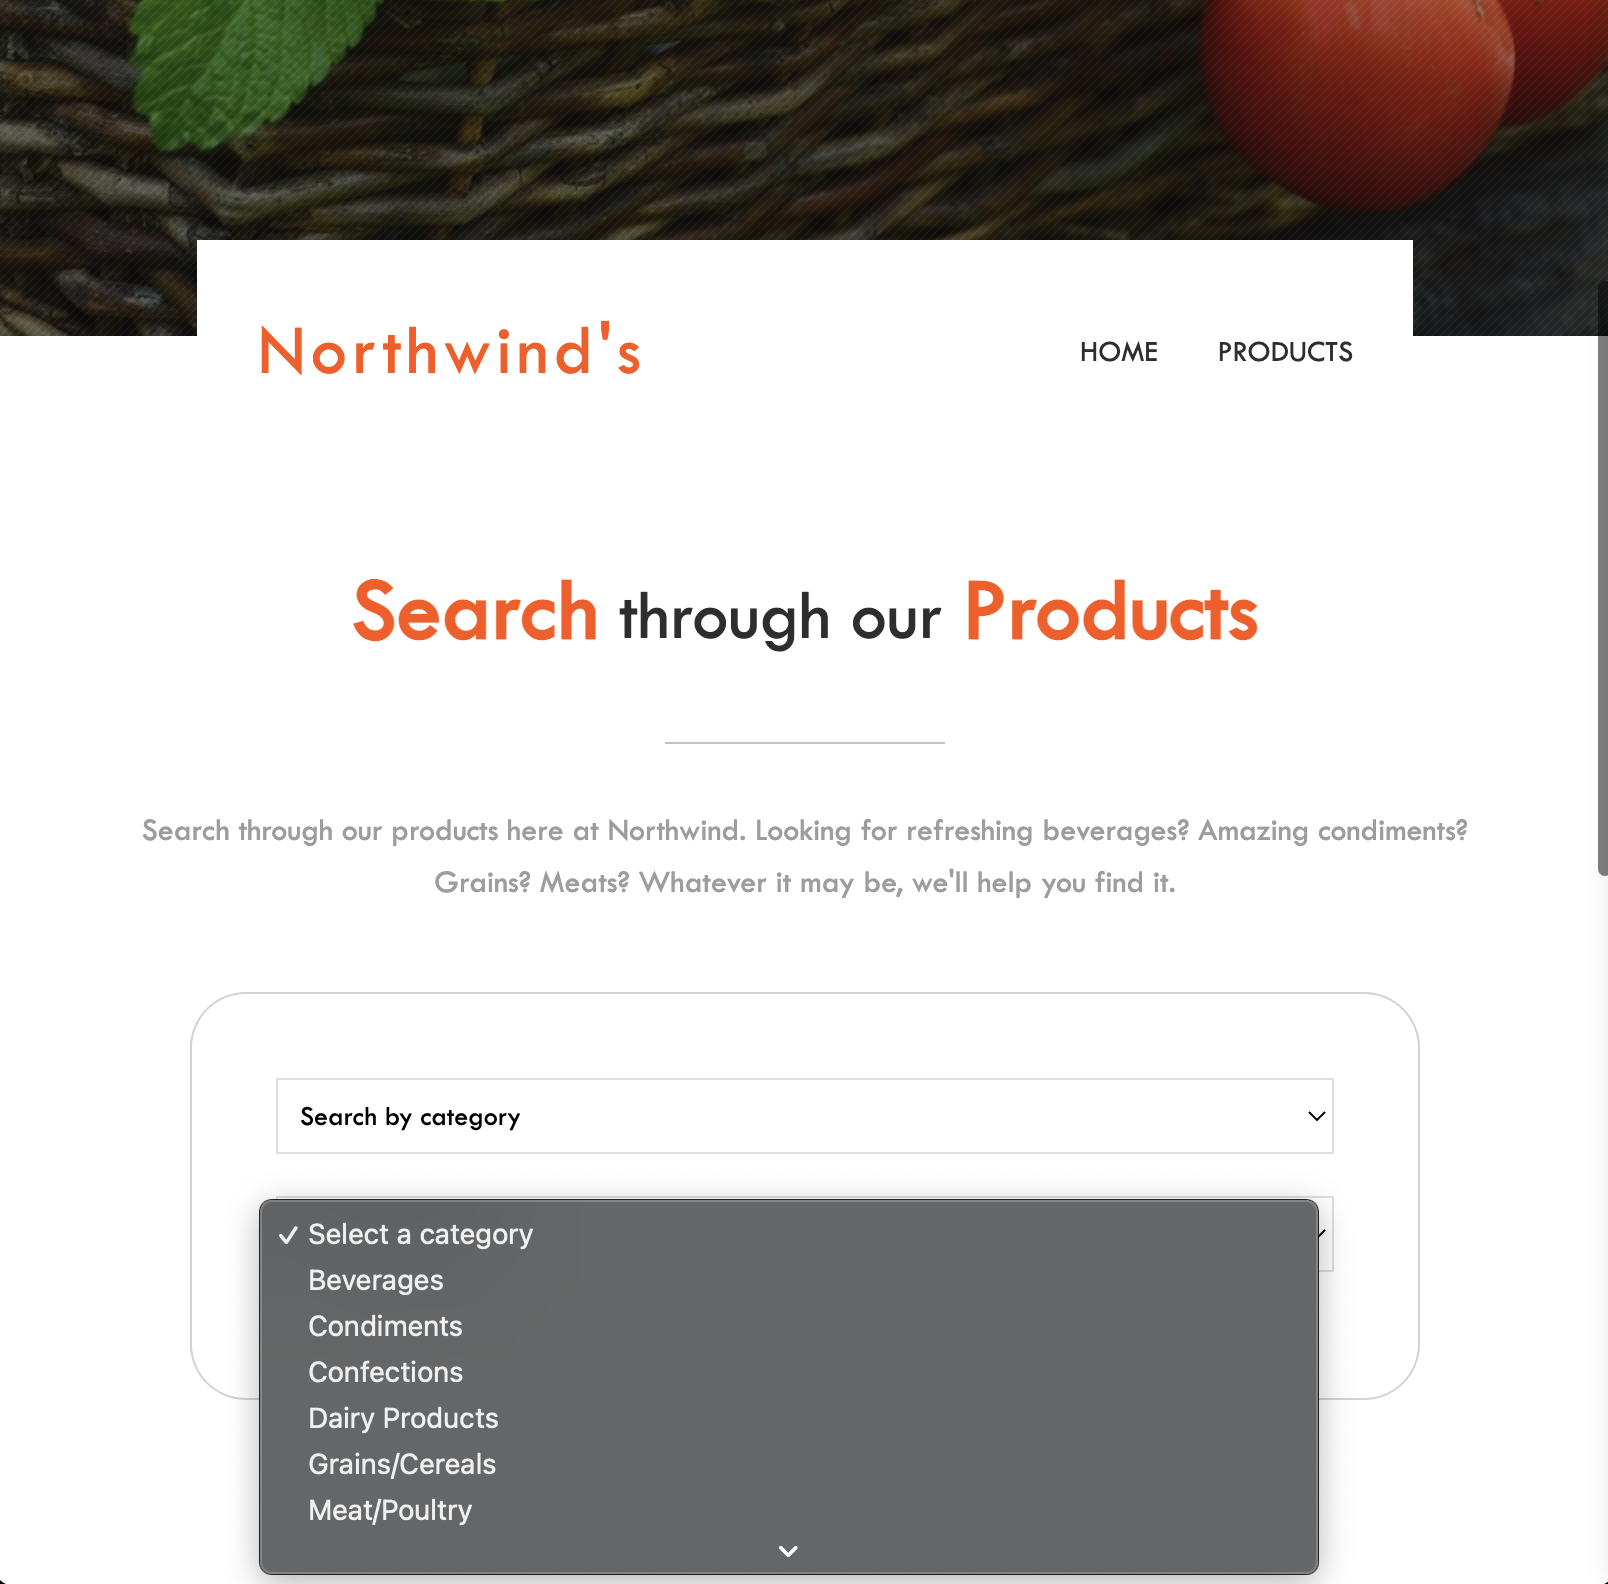 Northwind's
HOME
PRODUCTS
Search through our Products
Search through our products here at Northwind. Looking for refreshing beverages? Amazing condiments?
Grains? Meats? Whatever it may be, we'll help you find it.
Search by category
✓ Select a category
Beverages
Condiments
Confections
Dairy Products
Grains/Cereals
Meat/Poultry